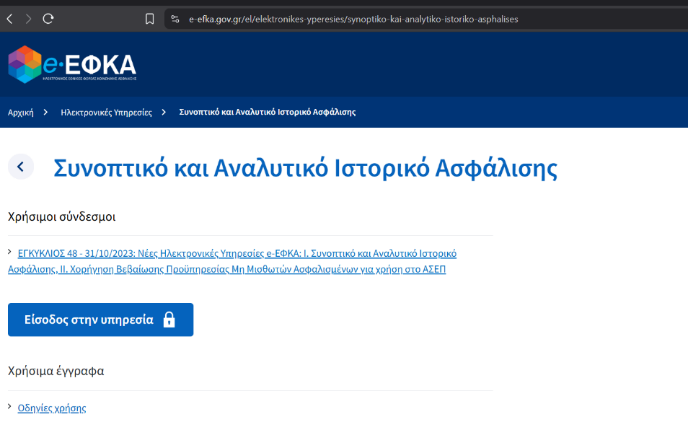 e-efka.gov.gr/el/elektronikes-yperesies/synoptiko-kai-analytiko-istoriko-asphalises
e·ΕΦΚΑ
ΗΛΕΚΤΡΟΝΙΚΟΣ ΕΘΝΙΚΟΣ ΦΟΡΕΑΣ ΚΟΙΝΩΝΙΚΗΣ ΑΣΦΑΛΙΣΗΣ
Αρχική > Ηλεκτρονικές Υπηρεσίες > Συνοπτικό και Αναλυτικό Ιστορικό Ασφάλισης
Συνοπτικό και Αναλυτικό Ιστορικό Ασφάλισης
Χρήσιμοι σύνδεσμοι
ΕΓΚΥΚΛΙΟΣ 48 - 31/10/2023: Νέες Ηλεκτρονικές Υπηρεσίες e-ΕΦΚΑ: Ι. Συνοπτικό και Αναλυτικό Ιστορικό
Ασφάλισης, ΙΙ. Χορήγηση Βεβαίωσης Προϋπηρεσίας Μη Μισθωτών Ασφαλισμένων για χρήση στο ΑΣΕΠ
Είσοδος στην υπηρεσία
Χρήσιμα έγγραφα
Οδηγίες χρήσης